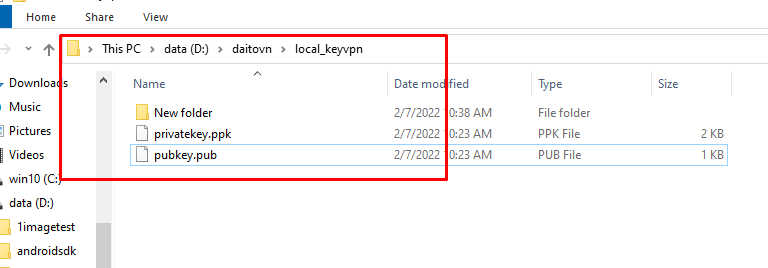 Home Share View
This PC > data (D:) > daitovn > local_keyvpn
Name Date modified Type Size
New folder 2/7/2022 10:38 AM File folder
privatekey.ppk 2/7/2022 10:23 AM PPK File 2 KB
pubkey.pub 2/7/2022 10:23 AM PUB File 1 KB
Downloads
Music
Pictures
Videos
win10 (C:)
data (D:)
1imagetest
androidsdk